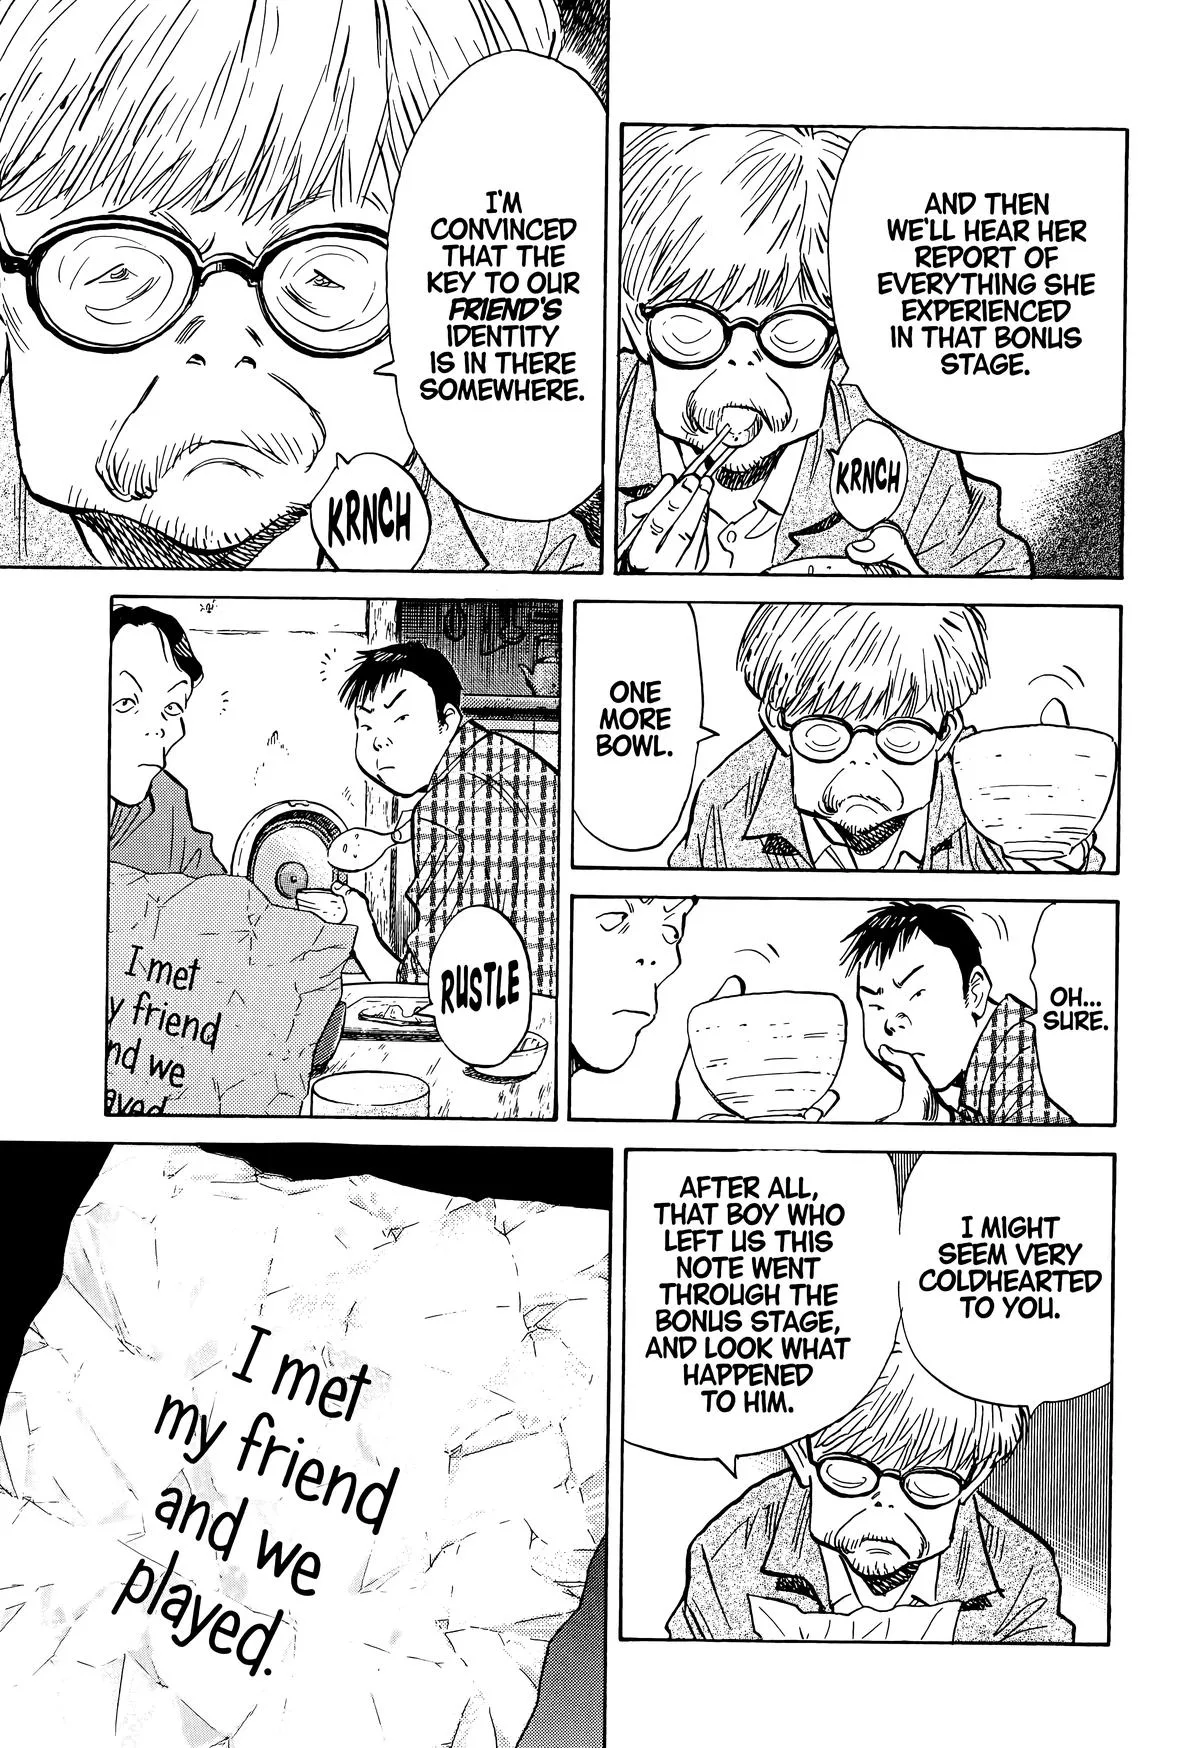 AND THEN
WE'LL HEAR HER
REPORT OF
EVERYTHING SHE
EXPERIENCED
IN THAT BONUS
STAGE.
KRNCH
I'M
CONVINCED
THAT THE
KEY TO OUR
FRIEND'S
IDENTITY
IS IN THERE
SOMEWHERE.
KRNCH
ONE
MORE
BOWL.
OH...
SURE.
RUSTLE
I met
y friend
nd we
ayed
I MIGHT
SEEM VERY
COLDHEARTED
TO YOU.
AFTER ALL,
THAT BOY WHO
LEFT US THIS
NOTE WENT
THROUGH THE
BONUS STAGE,
AND LOOK WHAT
HAPPENED
TO HIM.
I met
my friend
and we
played.